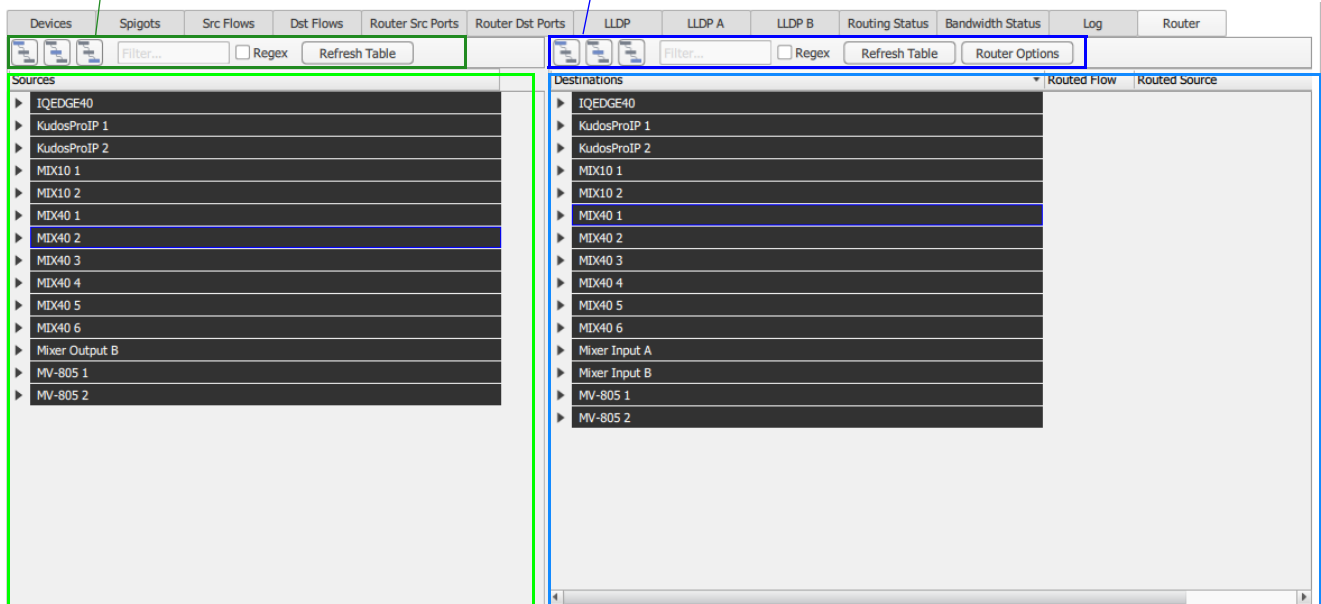 Devices Spigots Src Flows Dst Flows Router Src Ports Router Dst Ports LLDP LLDP A LLDP B Routing Status Bandwidth Status Log Router
Filter... Regex Refresh Table Filter... Regex Refresh Table Router Options
Sources
IQEDGE40
KudosProIP 1
KudosProIP 2
MIX10 1
MIX10 2
MIX40 1
MIX40 2
MIX40 3
MIX40 4
MIX40 5
MIX40 6
Mixer Output B
MV-805 1
MV-805 2
Destinations Routed Flow Routed Source
IQEDGE40
KudosProIP 1
KudosProIP 2
MIX10 1
MIX10 2
MIX40 1
MIX40 2
MIX40 3
MIX40 4
MIX40 5
MIX40 6
Mixer Input A
Mixer Input B
MV-805 1
MV-805 2